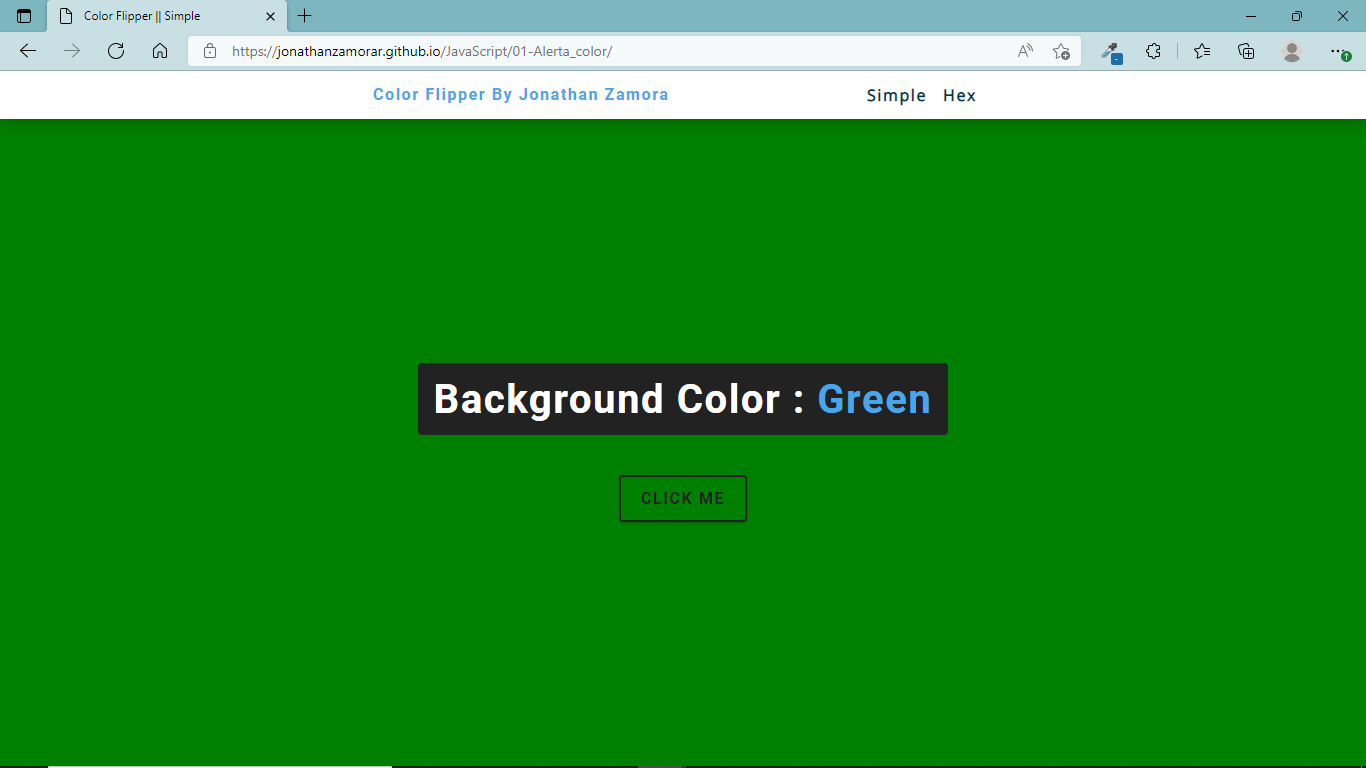 Color Flipper || Simple
https://jonathanzamorar.github.io/JavaScript/01-Alerta_color/
Color Flipper By Jonathan Zamora
Simple Hex
Background Color : Green
CLICK ME